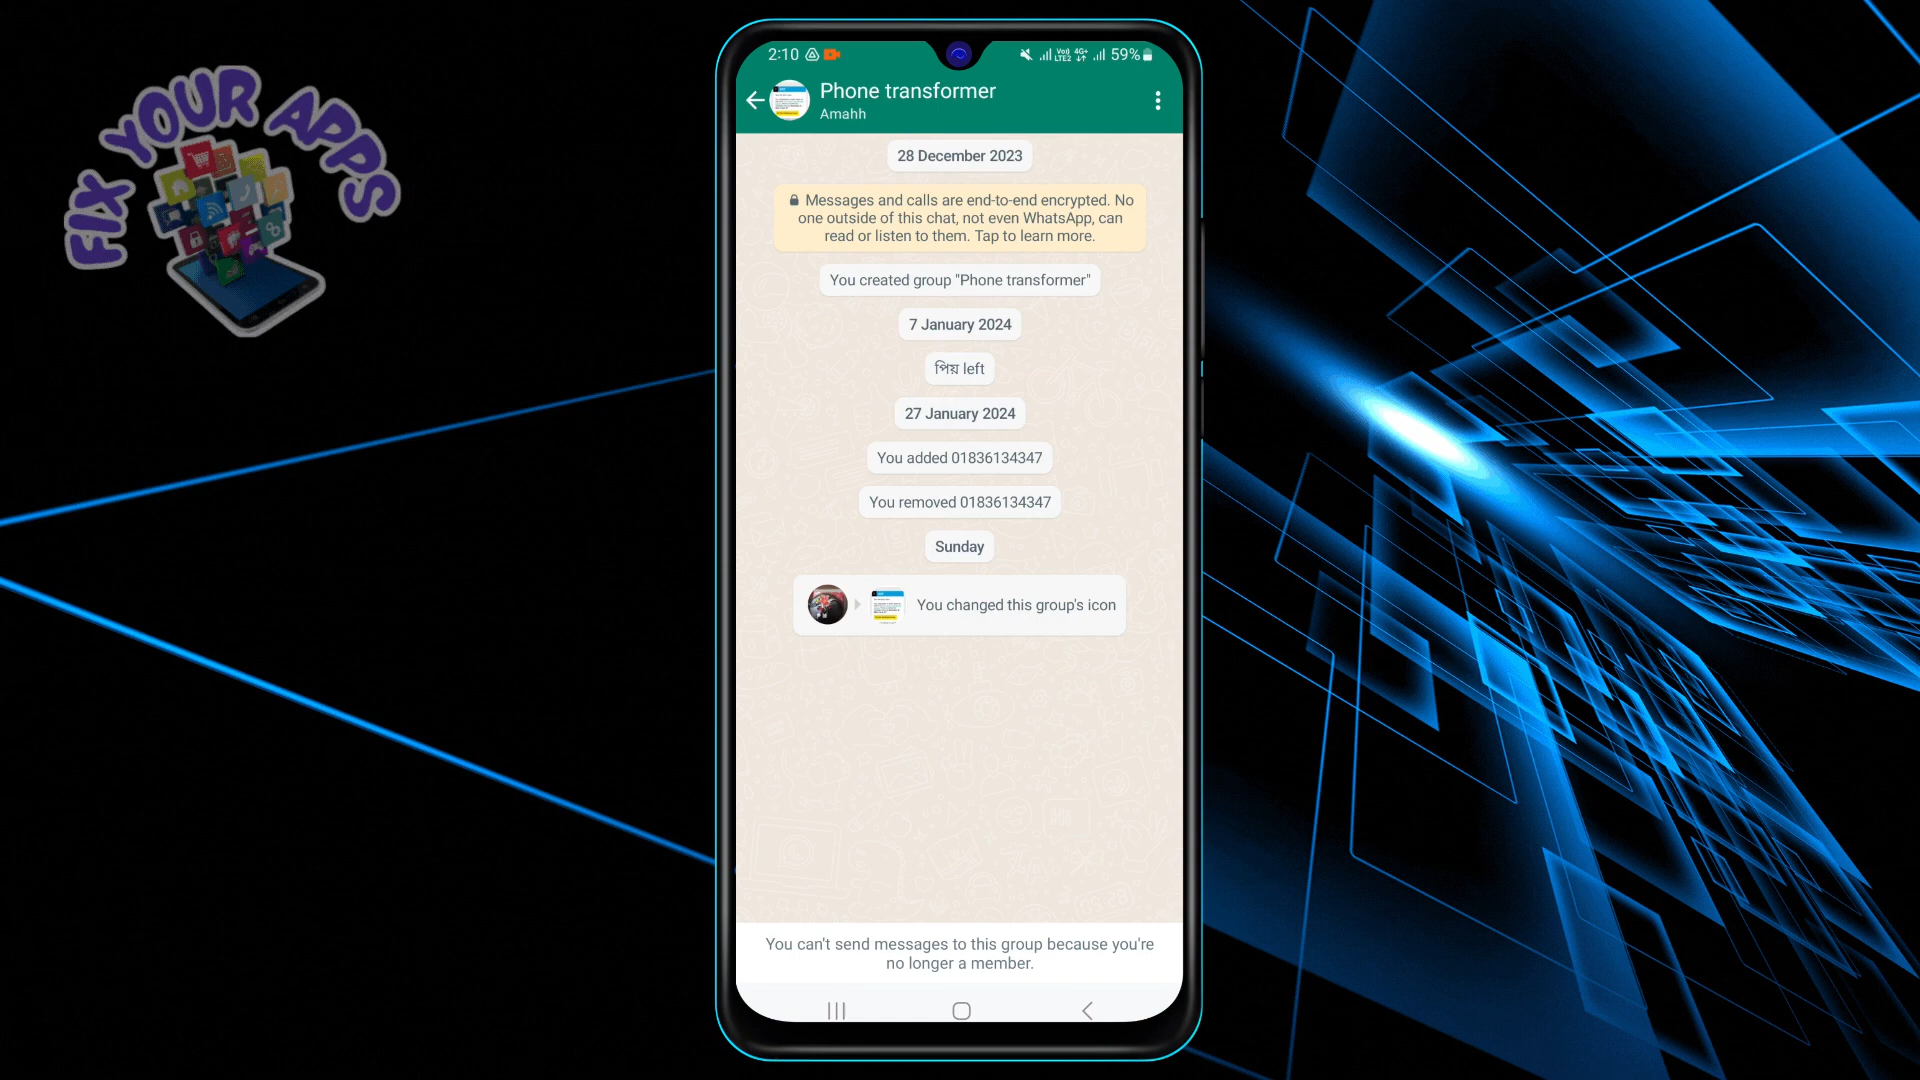 FIX YOUR APPS
2:10
59%
Phone transformer
Amahh
28 December 2023
Messages and calls are end-to-end encrypted. No
one outside of this chat, not even WhatsApp, can
read or listen to them. Tap to learn more.
You created group "Phone transformer"
7 January 2024
পিয় left
27 January 2024
You added 01836134347
You removed 01836134347
Sunday
You changed this group's icon
You can't send messages to this group because you're
no longer a member.